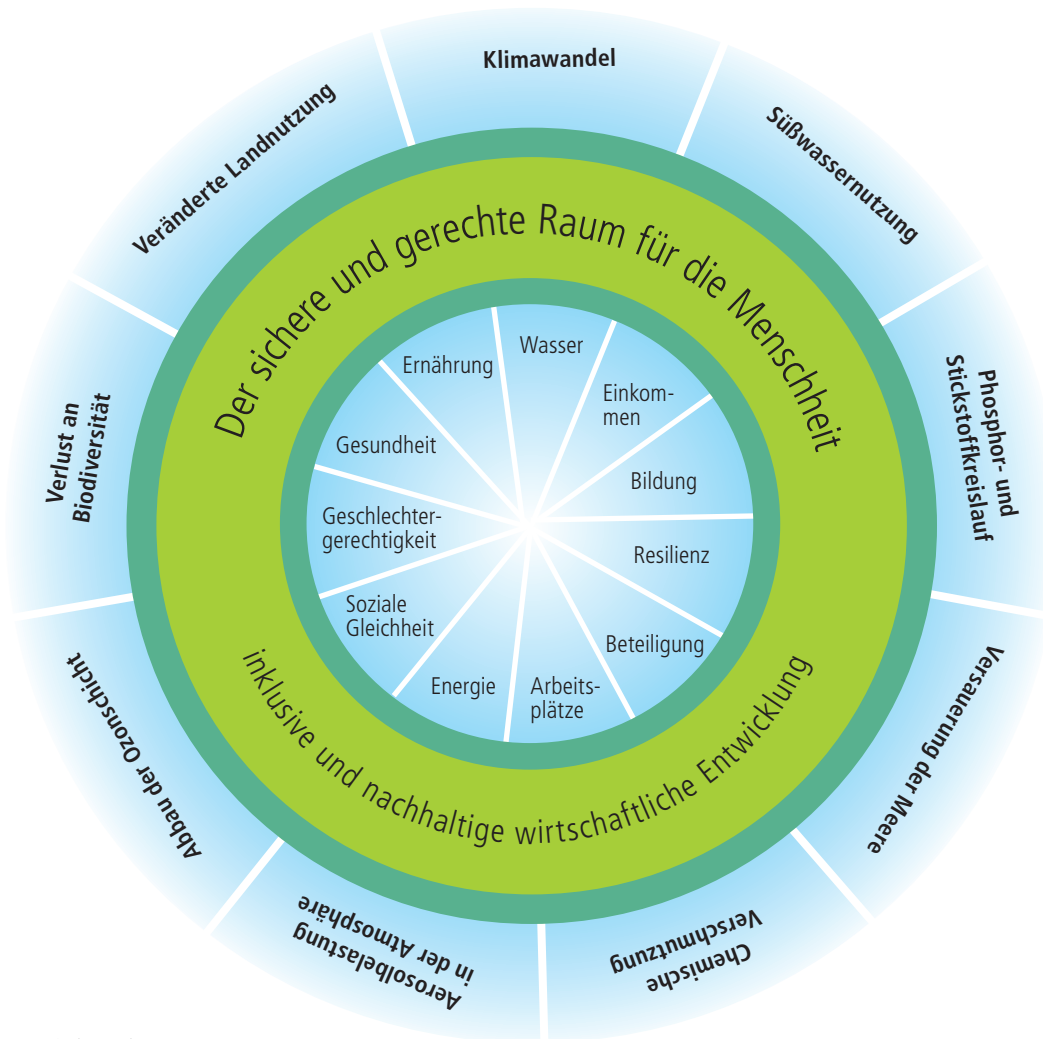 Klimawandel
Süßwassernutzung
Phosphor- und
Stickstoffkreislauf
Versauerung der Meere
Chemische
Verschmutzung
Aerosolbelastung
in der Atmosphäre
Abbau der Ozonschicht
Verlust an
Biodiversität
Veränderte Landnutzung
Der sichere und gerechte Raum für die Menschheit
Wasser
Einkom-
men
Bildung
Resilienz
Beteiligung
Arbeits-
plätze
Energie
Soziale
Gleichheit
Geschlechter-
gerechtigkeit
Gesundheit
Ernährung
inklusive und nachhaltige wirtschaftliche Entwicklung